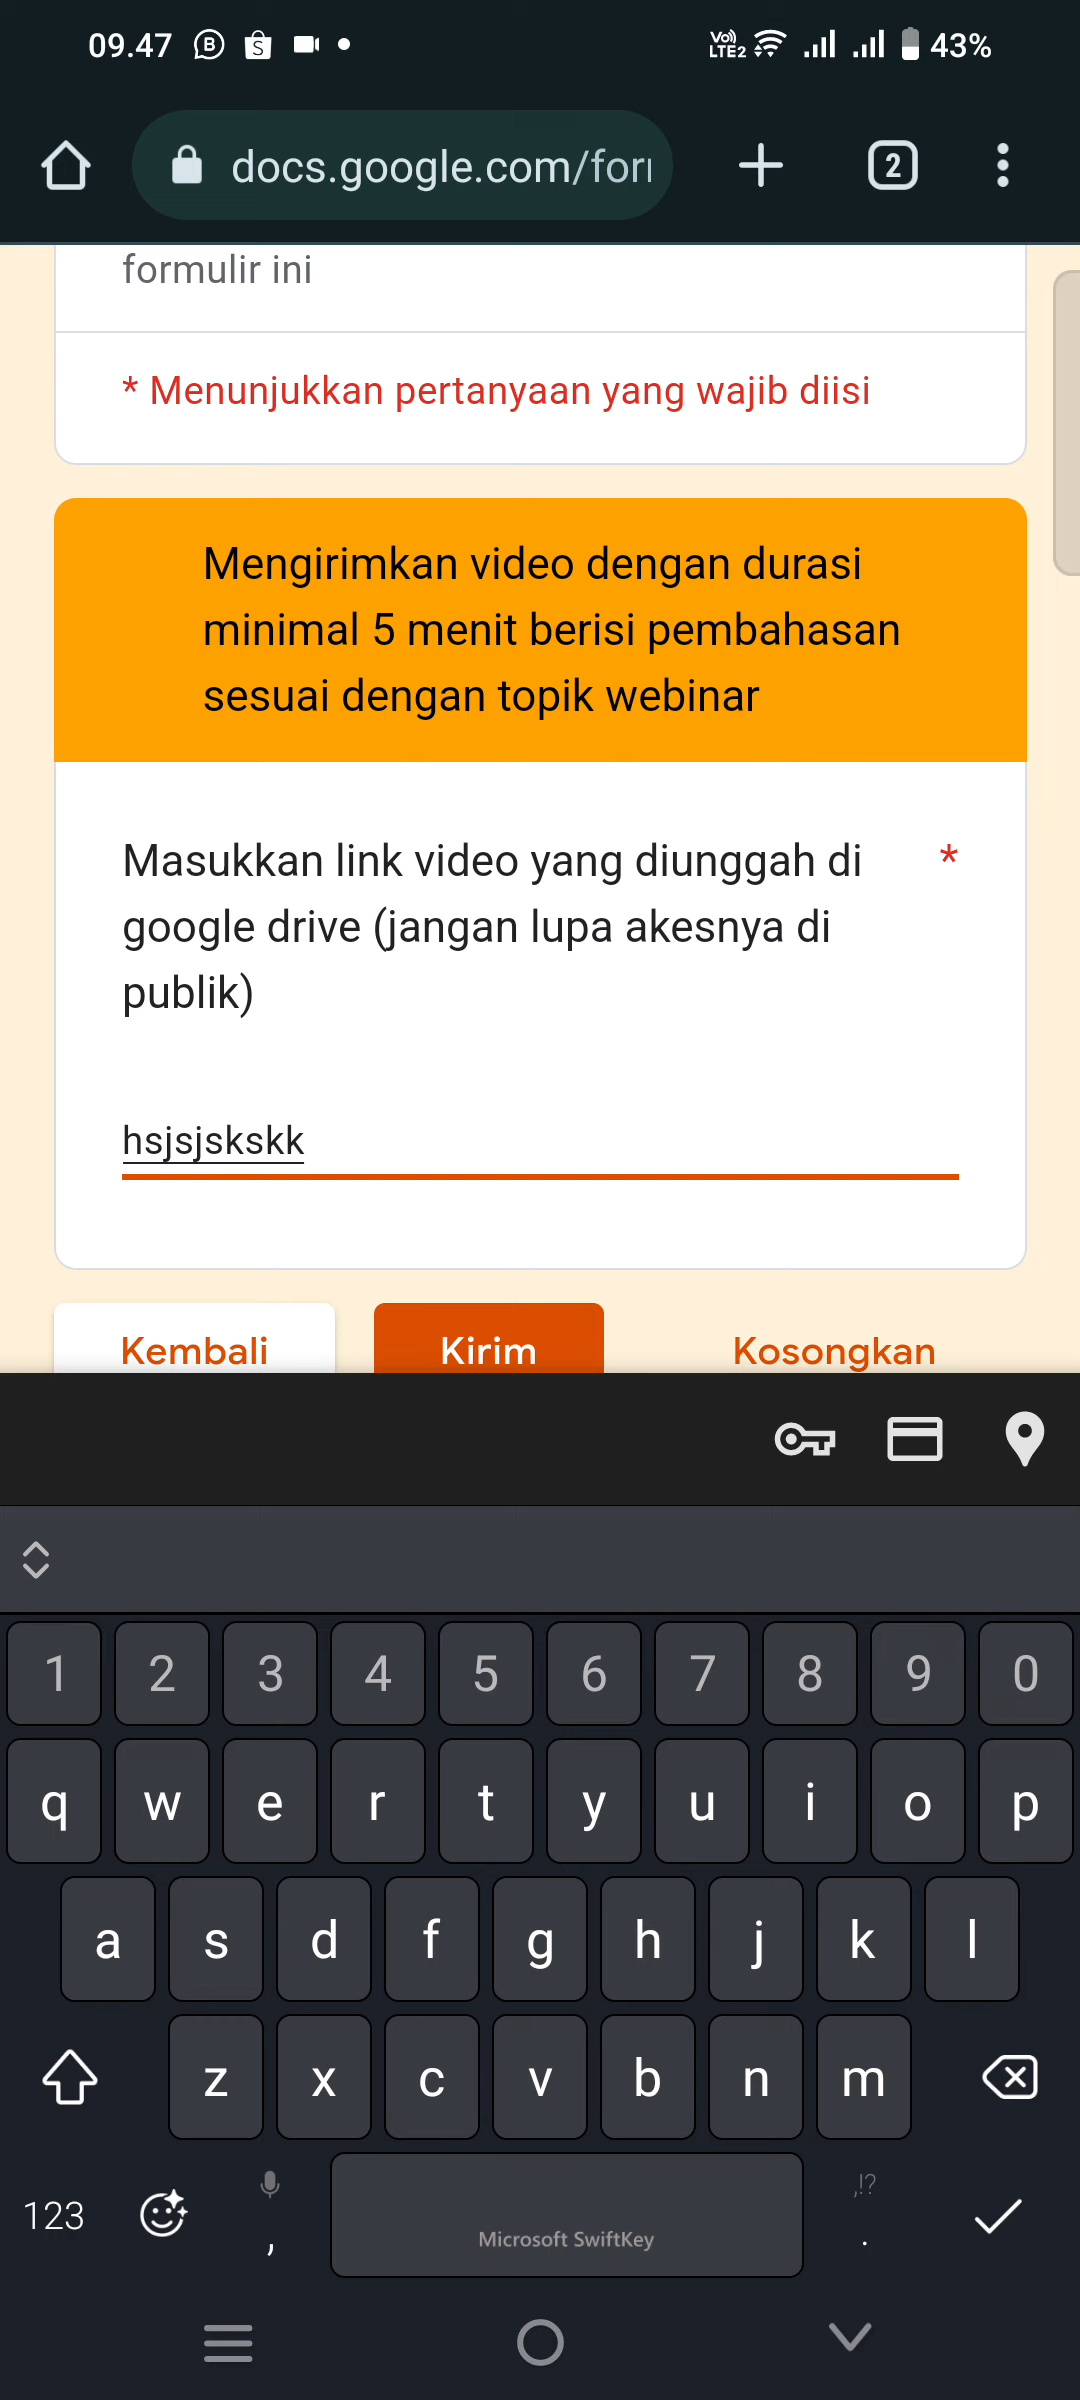 09.47
43%
Vo))
LTE2
docs.google.com/for
2
formulir ini
* Menunjukkan pertanyaan yang wajib diisi
Mengirimkan video dengan durasi
minimal 5 menit berisi pembahasan
sesuai dengan topik webinar
Masukkan link video yang diunggah di *
google drive (jangan lupa akesnya di
publik)
hsjsjskskk
Kembali
Kirim
Kosongkan
1 2 3 4 5 6 7 8 9 0
q w e r t y u i o p
a s d f g h j k l
z x c v b n m
123 , Microsoft SwiftKey ,!? .